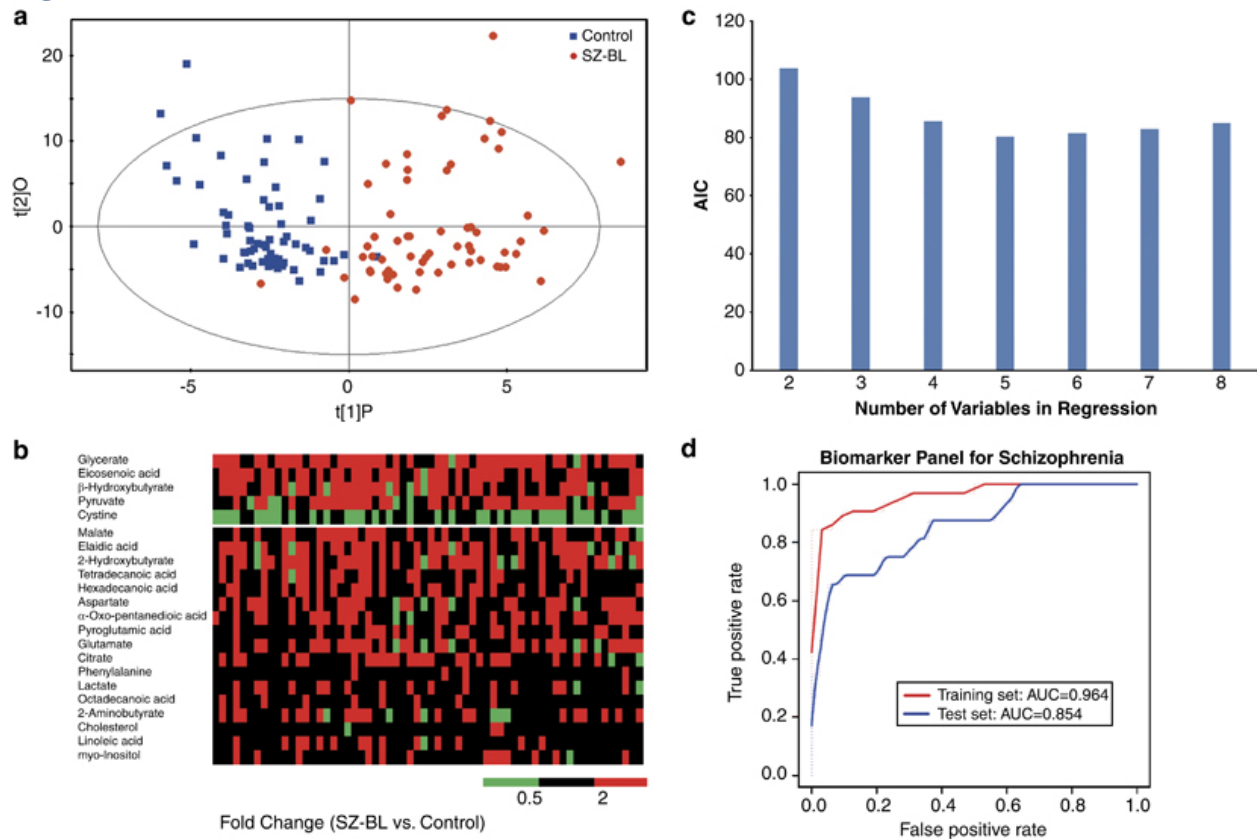 a
Control
SZ-BL
20
10
0
-10
t[2]O
-5
0
5
t[1]P
c
120
100
80
60
40
20
0
AIC
2 3 4 5 6 7 8
Number of Variables in Regression
b
Glycerate
Eicosenoic acid
β-Hydroxybutyrate
Pyruvate
Cystine
Malate
Elaidic acid
2-Hydroxybutyrate
Tetradecanoic acid
Hexadecanoic acid
Aspartate
α-Oxo-pentanedioic acid
Pyroglutamic acid
Glutamate
Citrate
Phenylalanine
Lactate
Octadecanoic acid
2-Aminobutyrate
Cholesterol
Linoleic acid
myo-Inositol
0.5 2
Fold Change (SZ-BL vs. Control)
d
Biomarker Panel for Schizophrenia
1.0
0.8
0.6
0.4
0.2
0.0
True positive rate
Training set: AUC=0.964
Test set: AUC=0.854
0.0 0.2 0.4 0.6 0.8 1.0
False positive rate